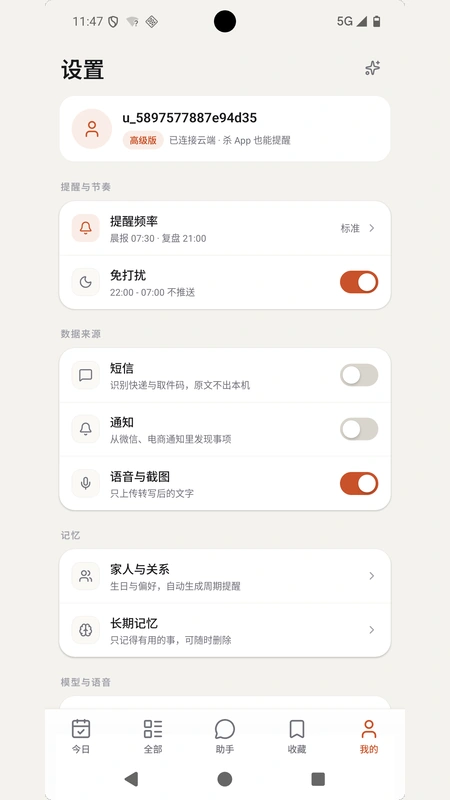 11:47
5G
设置
u_5897577887e94d35
高级版 已连接云端 · 杀 App 也能提醒
提醒与节奏
提醒频率
晨报 07:30 · 复盘 21:00
标准
免打扰
22:00 - 07:00 不推送
数据来源
短信
识别快递与取件码，原文不出本机
通知
从微信、电商通知里发现事项
语音与截图
只上传转写后的文字
记忆
家人与关系
生日与偏好，自动生成周期提醒
长期记忆
只记得有用的事，可随时删除
模型与语音
今日 全部 助手 收藏 我的